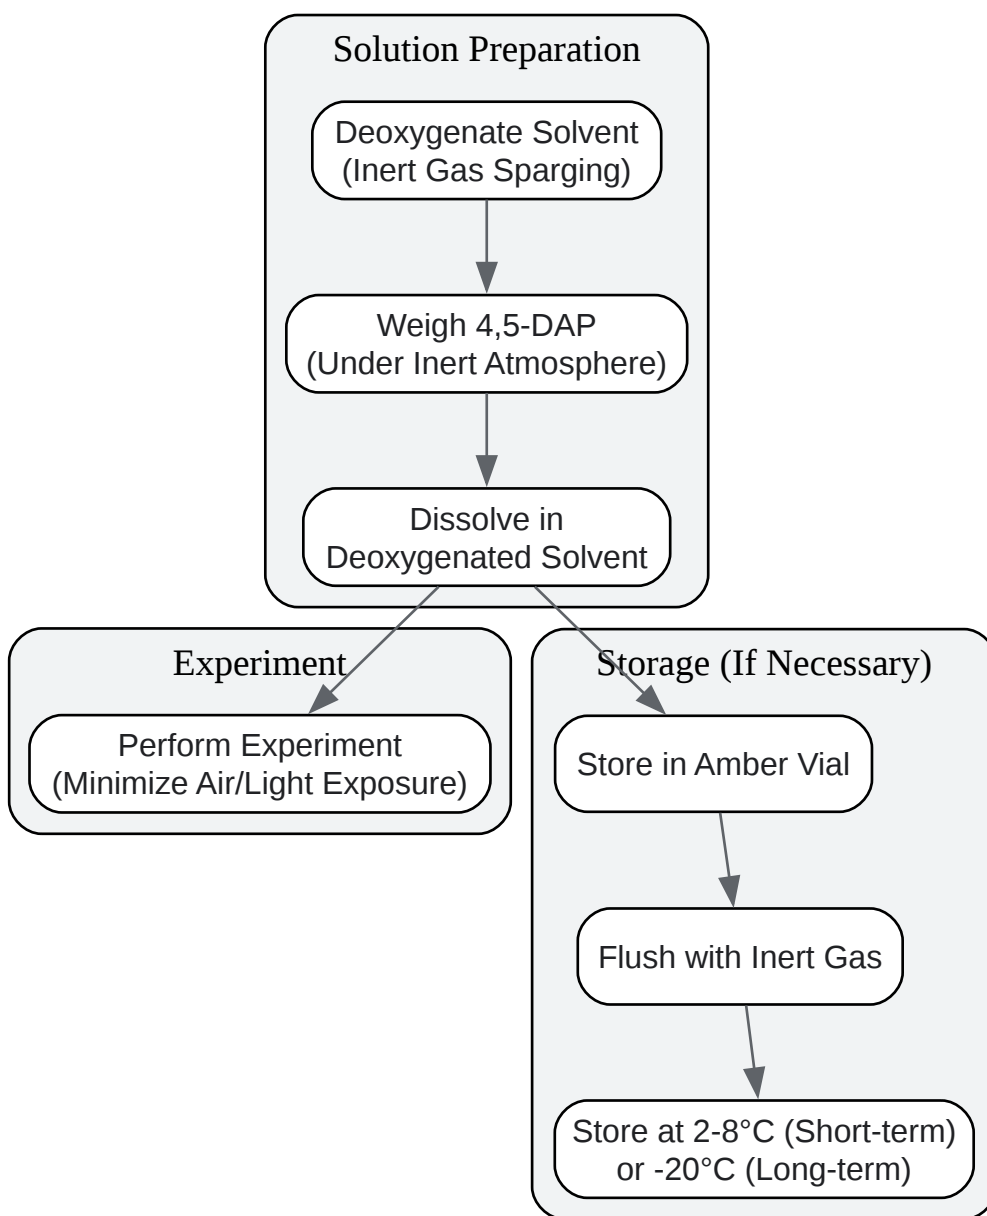 Solution Preparation
Deoxygenate Solvent
(Inert Gas Sparging)
Weigh 4,5-DAP
(Under Inert Atmosphere)
Dissolve in
Deoxygenated Solvent
Experiment
Perform Experiment
(Minimize Air/Light Exposure)
Storage (If Necessary)
Store in Amber Vial
Flush with Inert Gas
Store at 2-8°C (Short-term)
or -20°C (Long-term)